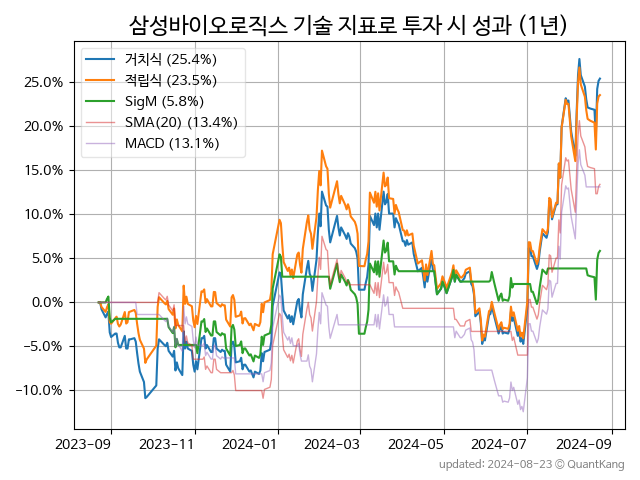 삼성바이오로직스 기술 지표로 투자 시 성과 (1년)
거치식 (25.4%)
적립식 (23.5%)
SigM (5.8%)
SMA(20) (13.4%)
MACD (13.1%)
25.0%
20.0%
15.0%
10.0%
5.0%
0.0%
−5.0%
−10.0%
2023-09 2023-11 2024-01 2024-03 2024-05 2024-07 2024-09
updated: 2024-08-23 © QuantKang